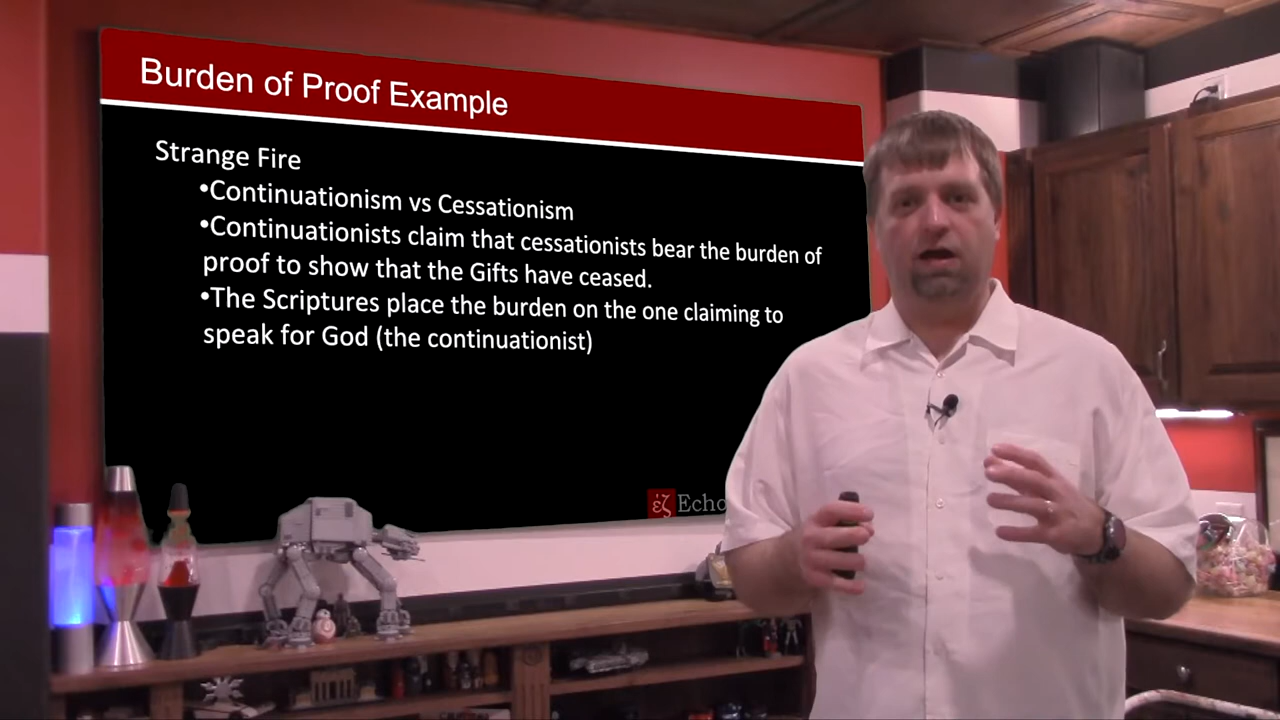 Burden of Proof Example
Strange Fire
•Continuationism vs Cessationism
•Continuationists claim that cessationists bear the burden of
proof to show that the Gifts have ceased.
•The Scriptures place the burden on the one claiming to
speak for God (the continuationist)
ἐζ Echo